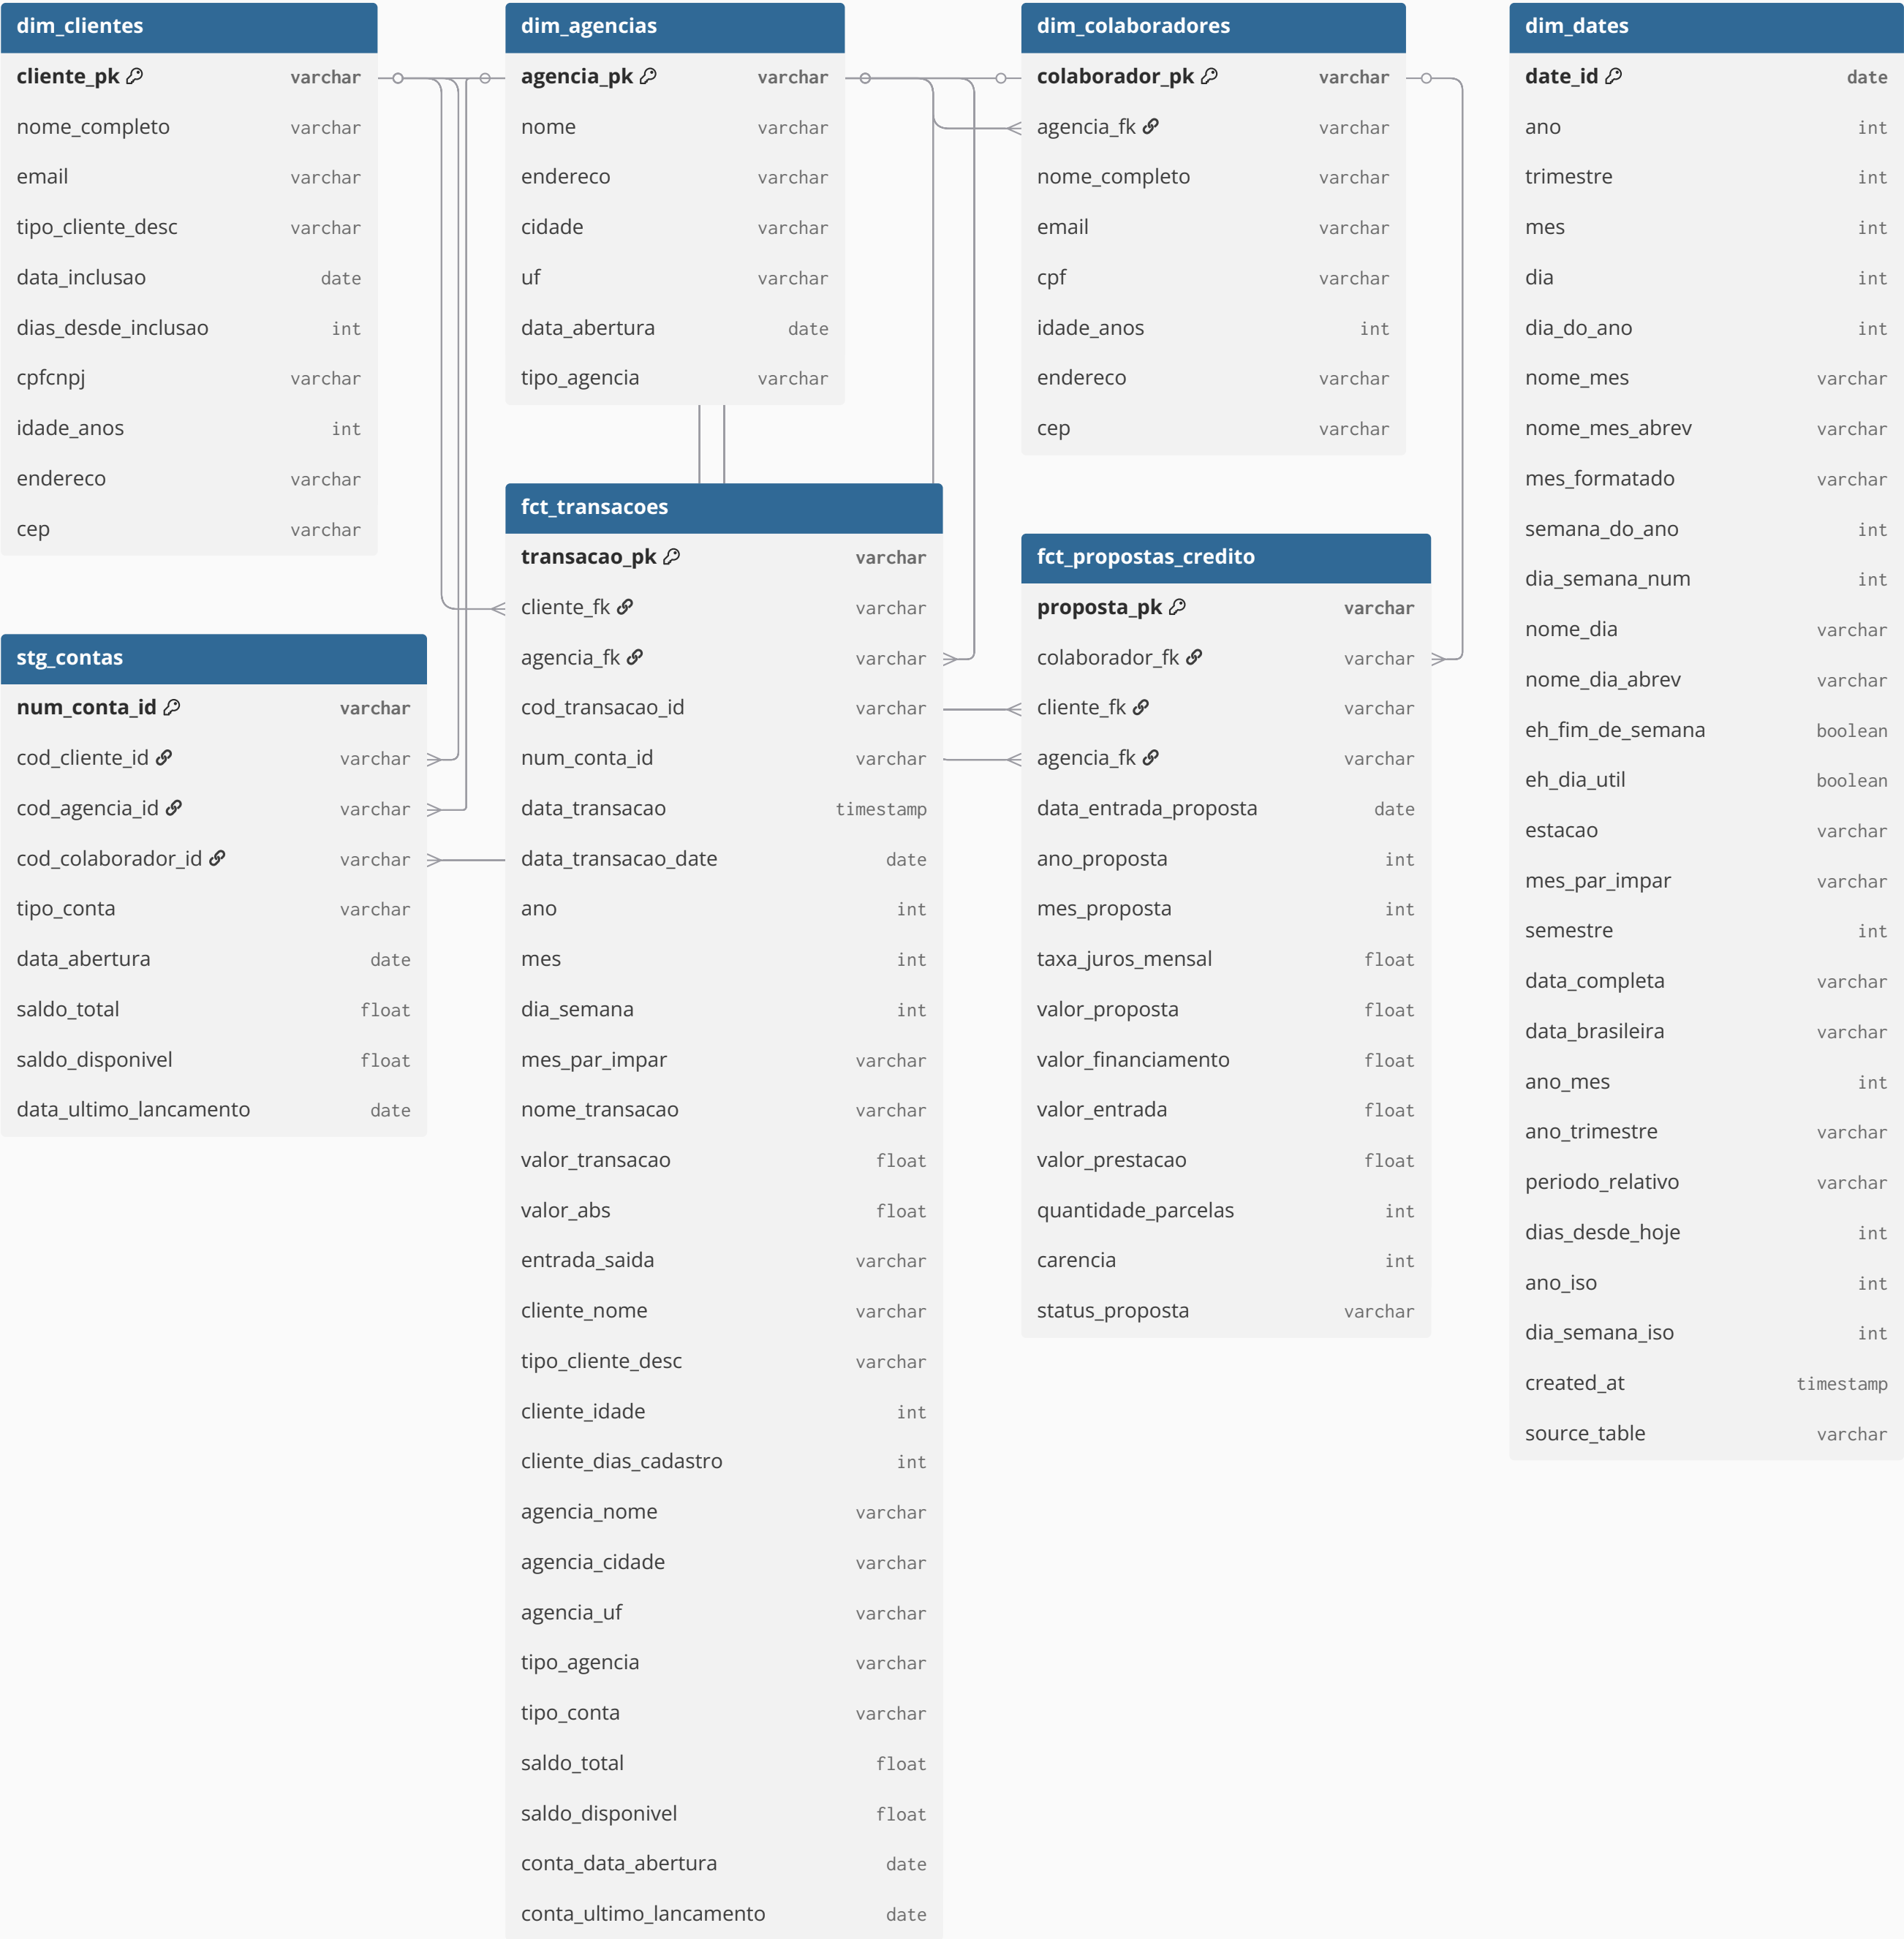 dim_clientes
cliente_pk varchar
nome_completo varchar
email varchar
tipo_cliente_desc varchar
data_inclusao date
dias_desde_inclusao int
cpfcnpj varchar
idade_anos int
endereco varchar
cep varchar
stg_contas
num_conta_id varchar
cod_cliente_id varchar
cod_agencia_id varchar
cod_colaborador_id varchar
tipo_conta varchar
data_abertura date
saldo_total float
saldo_disponivel float
data_ultimo_lancamento date
dim_agencias
agencia_pk varchar
nome varchar
endereco varchar
cidade varchar
uf varchar
data_abertura date
tipo_agencia varchar
fct_transacoes
transacao_pk varchar
cliente_fk varchar
agencia_fk varchar
cod_transacao_id varchar
num_conta_id varchar
data_transacao timestamp
data_transacao_date date
ano int
mes int
dia_semana int
mes_par_impar varchar
nome_transacao varchar
valor_transacao float
valor_abs float
entrada_saida varchar
cliente_nome varchar
tipo_cliente_desc varchar
cliente_idade int
cliente_dias_cadastro int
agencia_nome varchar
agencia_cidade varchar
agencia_uf varchar
tipo_agencia varchar
tipo_conta varchar
saldo_total float
saldo_disponivel float
conta_data_abertura date
conta_ultimo_lancamento date
dim_colaboradores
colaborador_pk varchar
agencia_fk varchar
nome_completo varchar
email varchar
cpf varchar
idade_anos int
endereco varchar
cep varchar
fct_propostas_credito
proposta_pk varchar
colaborador_fk varchar
cliente_fk varchar
agencia_fk varchar
data_entrada_proposta date
ano_proposta int
mes_proposta int
taxa_juros_mensal float
valor_proposta float
valor_financiamento float
valor_entrada float
valor_prestacao float
quantidade_parcelas int
carencia int
status_proposta varchar
dim_dates
date_id date
ano int
trimestre int
mes int
dia int
dia_do_ano int
nome_mes varchar
nome_mes_abrev varchar
mes_formatado varchar
semana_do_ano int
dia_semana_num int
nome_dia varchar
nome_dia_abrev varchar
eh_fim_de_semana boolean
eh_dia_util boolean
estacao varchar
mes_par_impar varchar
semestre int
data_completa varchar
data_brasileira varchar
ano_mes int
ano_trimestre varchar
periodo_relativo varchar
dias_desde_hoje int
ano_iso int
dia_semana_iso int
created_at timestamp
source_table varchar